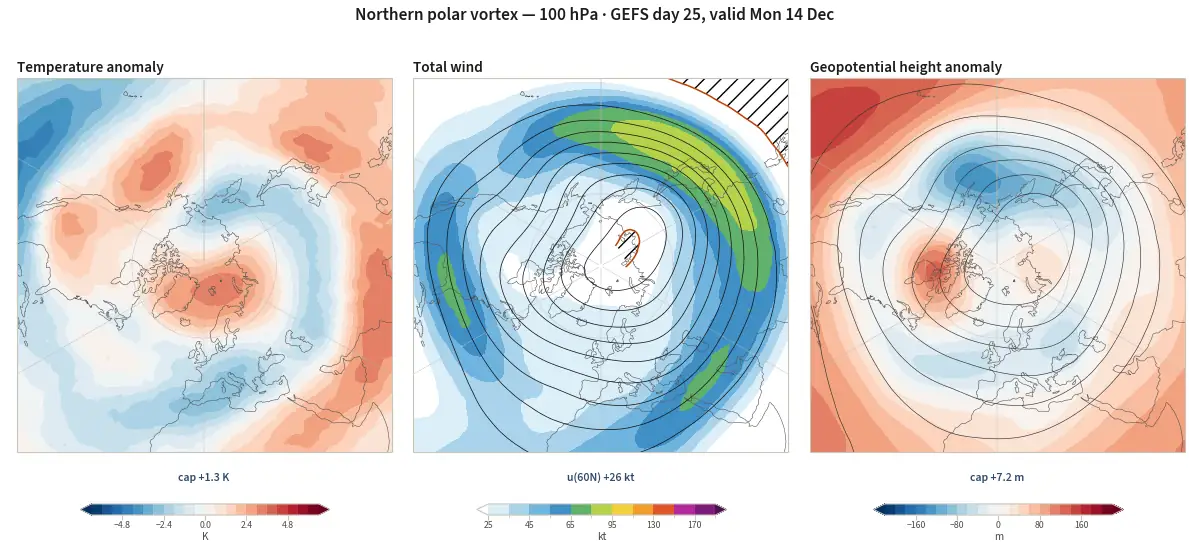 Northern polar vortex — 100 hPa · GEFS day 25, valid Mon 14 Dec
Temperature anomaly
Total wind
Geopotential height anomaly
cap +1.3 K
u(60N) +26 kt
cap +7.2 m
−4.8 −2.4 0.0 2.4 4.8
K
25 45 65 95 130 170
kt
−160 −80 0 80 160
m